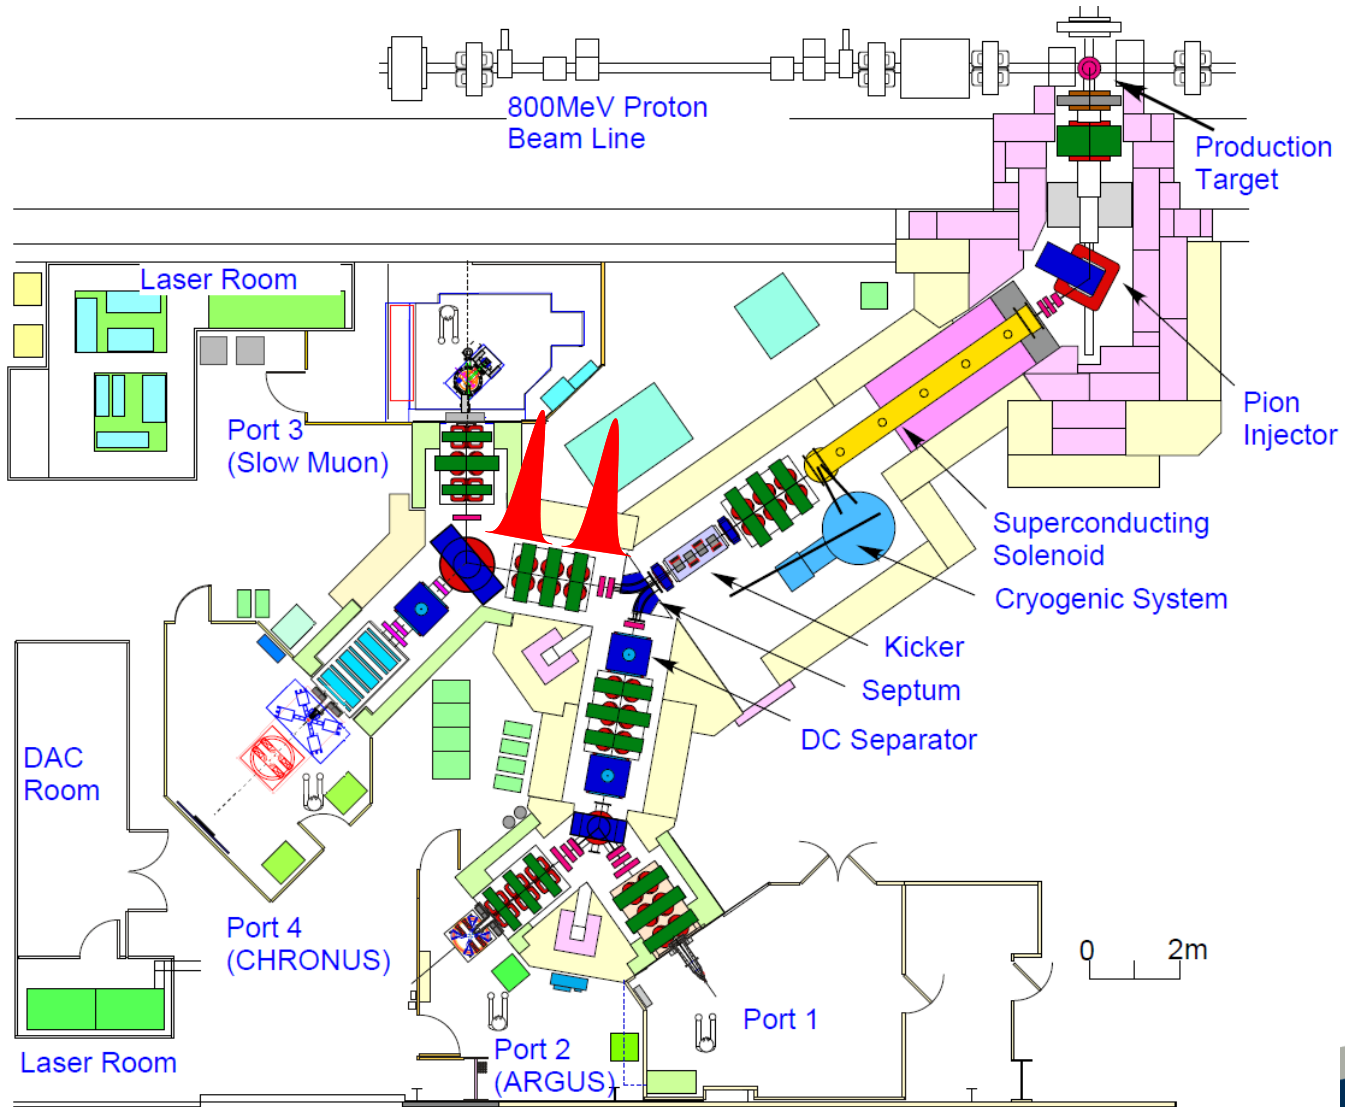 800MeV Proton
Beam Line
Production
Target
Laser Room
Pion
Injector
Port 3
(Slow Muon)
Superconducting
Solenoid
Cryogenic System
Kicker
Septum
DC Separator
DAC
Room
Port 4
(CHRONUS)
0 2m
Port 1
Port 2
(ARGUS)
Laser Room